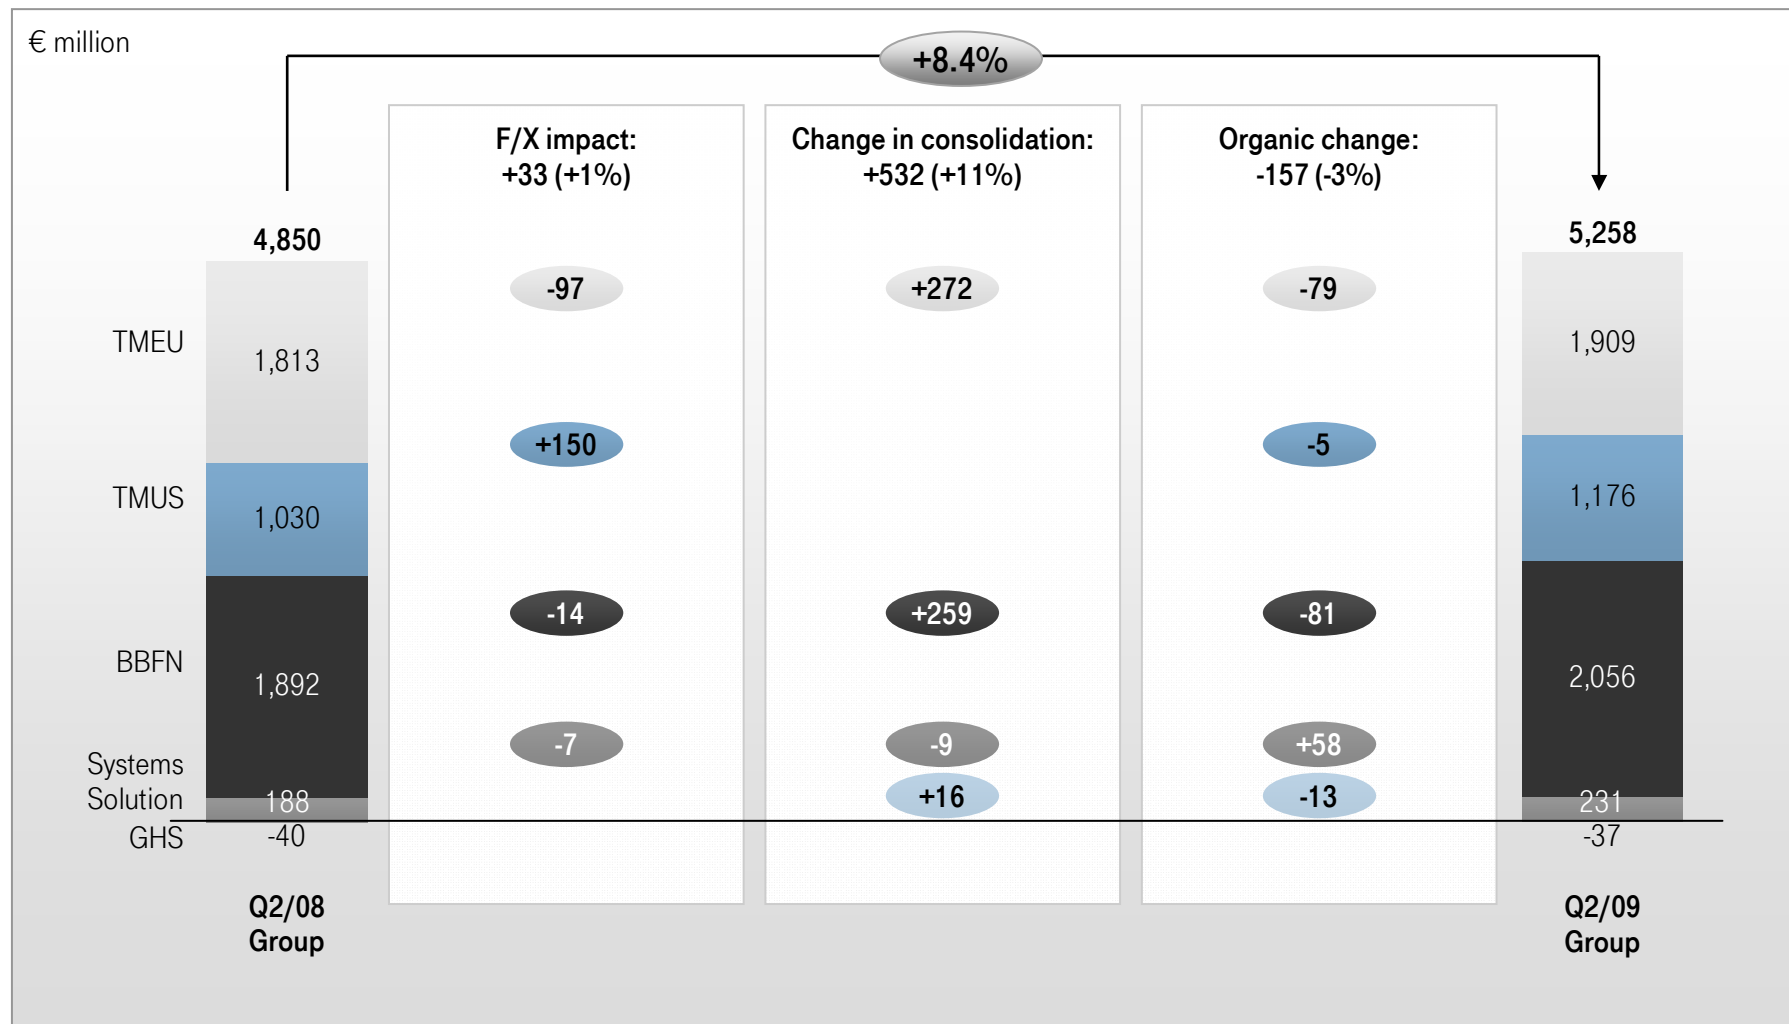 € million
+8.4%
F/X impact:
+33 (+1%)
Change in consolidation:
+532 (+11%)
Organic change:
-157 (-3%)
4,850
5,258
-97
+272
-79
TMEU
1,813
1,909
+150
-5
TMUS
1,030
1,176
-14
+259
-81
BBFN
1,892
2,056
-7
-9
+58
Systems
Solution
188
+16
-13
231
GHS
-40
-37
Q2/08
Group
Q2/09
Group